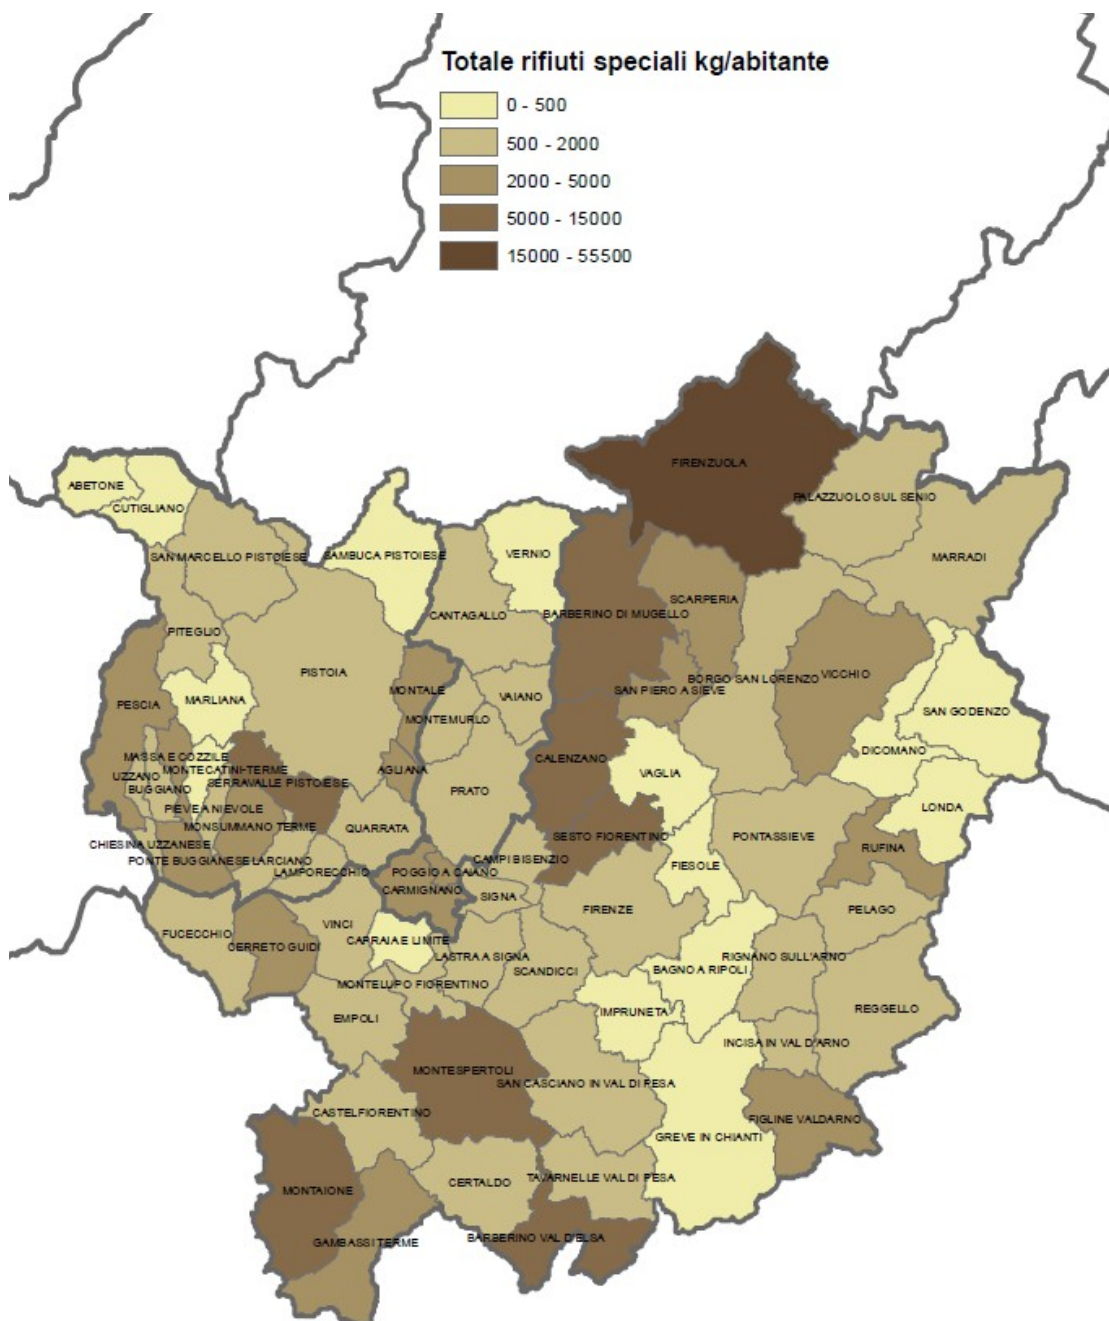 Totale rifiuti speciali kg/abitante
0 - 500
500 - 2000
2000 - 5000
5000 - 15000
15000 - 55500
FIRENZUOLA
ABETONE
CUTIGLIANO
PALAZZUOLO SUL SENIO
SAN MARCELLO PISTOIESE
SAMBUCA PISTOIESE
VERNIO
MARRADI
SCARPERIA
CANTAGALLO
BARBERINO DI MUGELLO
PITEGLIO
PISTOIA
VICCHIO
BORGO SAN LORENZO
MONTALE
VAIANO
SAN PIERO A SIEVE
MARLIANA
PESCIA
SAN GODENZO
MONTEMURLO
DICOMANO
MASSA E COZZILE
CALENZANO
MONTECATINI-TERME
AGLIANA
VAGLIA
UZZANO
SERRAVALLE PISTOIESE
BUGGIANO
PRATO
PIEVE A NIEVOLE
LONDA
MONSUMMANO TERME
QUARRATA
SESTO FIORENTINO
PONTASSIEVE
CHIESINA UZZANESE
RUFINA
PONTE BUGGIANESE
LARCIANO
CAMPI BISENZIO
FIESOLE
LAMPORECCHIO
POGGIO A CAIANO
CARMIGNANO
SIGNA
FIRENZE
PELAGO
VINCI
FUCECCHIO
CERRETO GUIDI
CAPRAIA E LIMITE
LASTRA A SIGNA
RIGNANO SULL'ARNO
SCANDICCI
BAGNO A RIPOLI
MONTELUPO FIORENTINO
REGGELLO
IMPRUNETA
EMPOLI
INCISA IN VAL D'ARNO
MONTESPERTOLI
SAN CASCIANO IN VAL DI PESA
CASTELFIORENTINO
FIGLINE VALDARNO
GREVE IN CHIANTI
TAVARNELLE VAL DI PESA
CERTALDO
MONTAIONE
BARBERINO VAL D'ELSA
GAMBASSI TERME